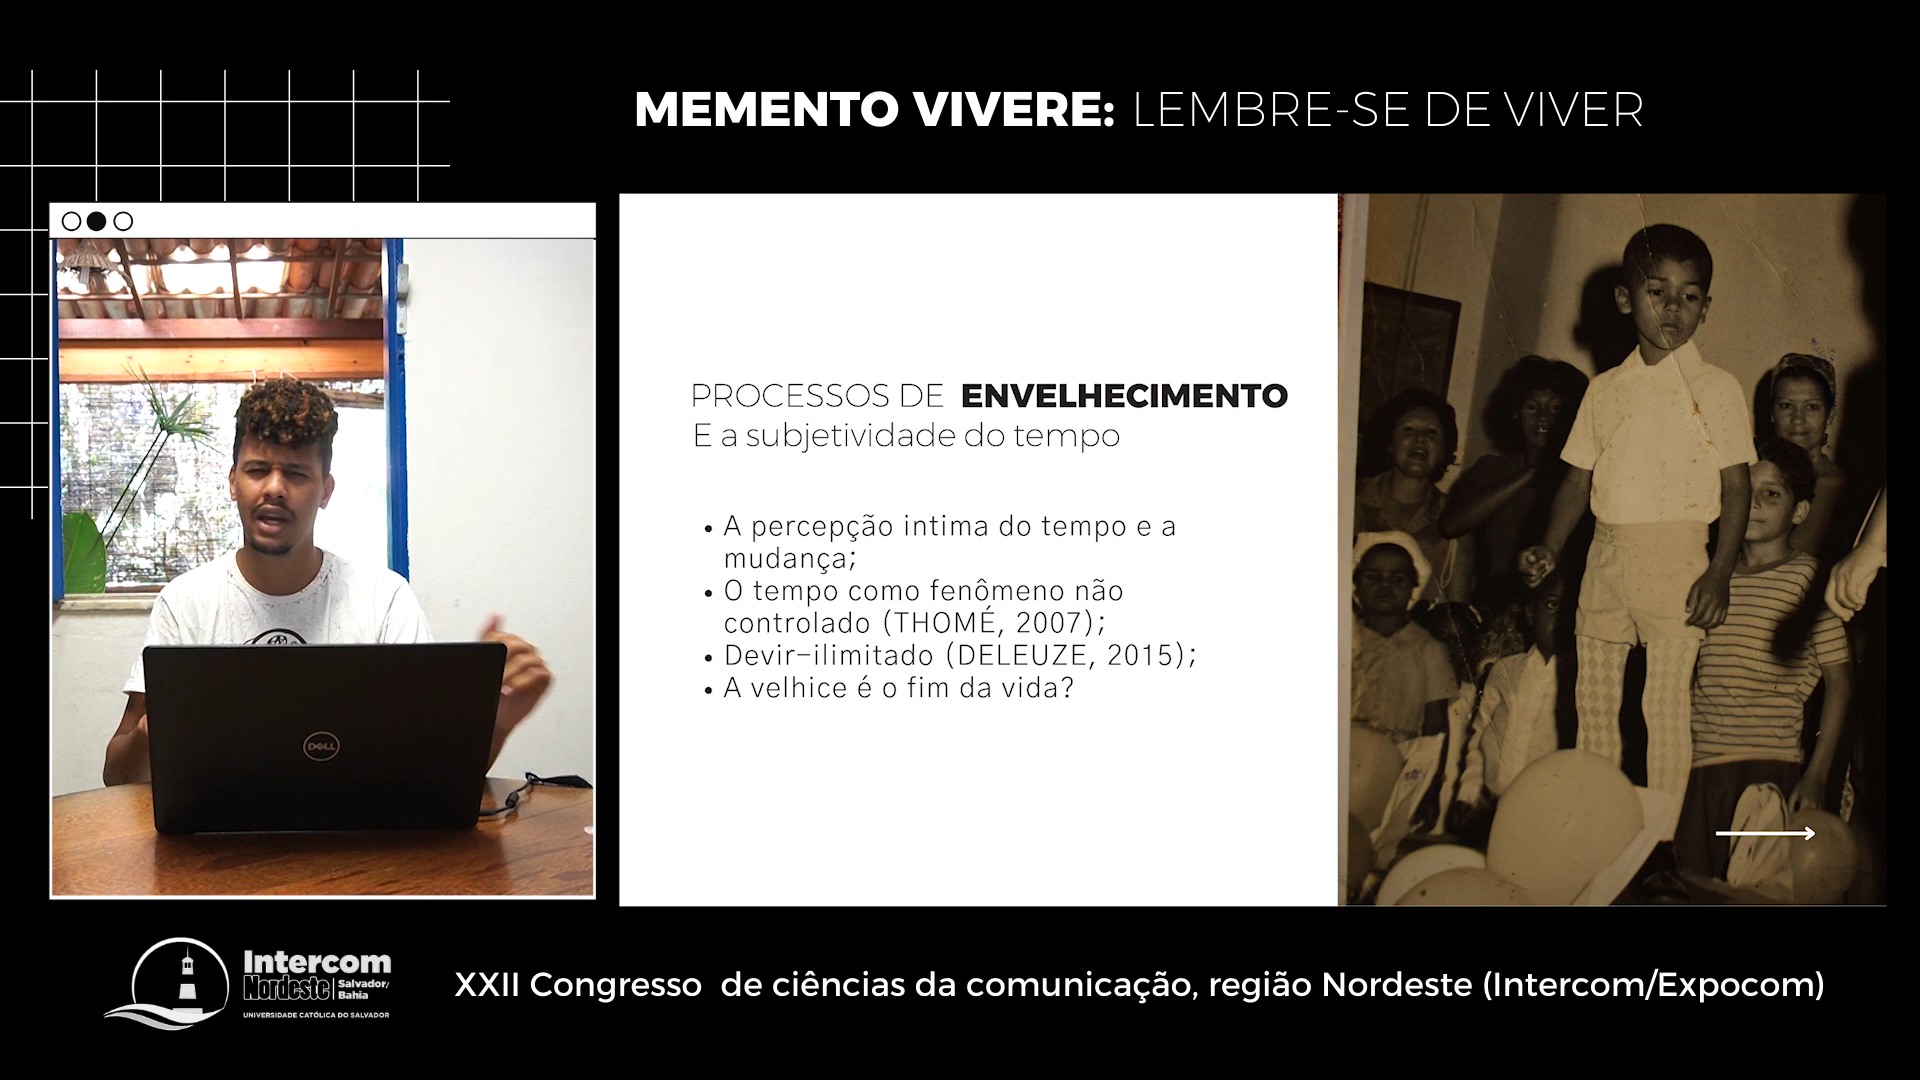 MEMENTO VIVERE: LEMBRE-SE DE VIVER
PROCESSOS DE ENVELHECIMENTO
E a subjetividade do tempo
• A percepção intima do tempo e a
mudança;
• O tempo como fenômeno não
controlado (THOMÉ, 2007);
• Devir-ilimitado (DELEUZE, 2015);
• A velhice é o fim da vida?
DELL
Intercom
Nordeste | Salvador/
Bahia
UNIVERSIDADE CATÓLICA DO SALVADOR
XXII Congresso de ciências da comunicação, região Nordeste (Intercom/Expocom)